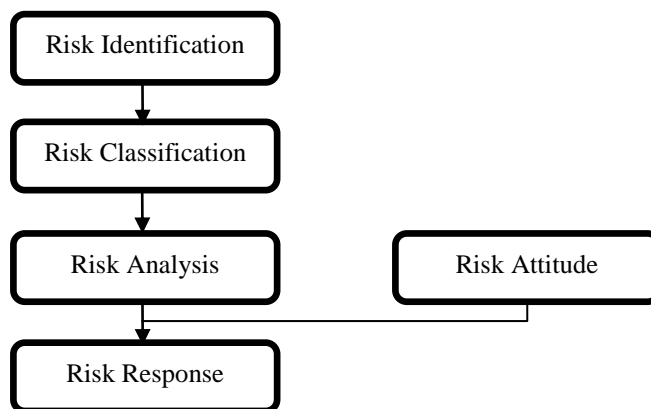 Risk Identification
Risk Classification
Risk Analysis
Risk Attitude
Risk Response